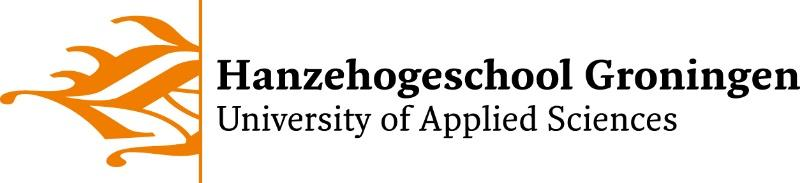 Hanzehogeschool Groningen
University of Applied Sciences